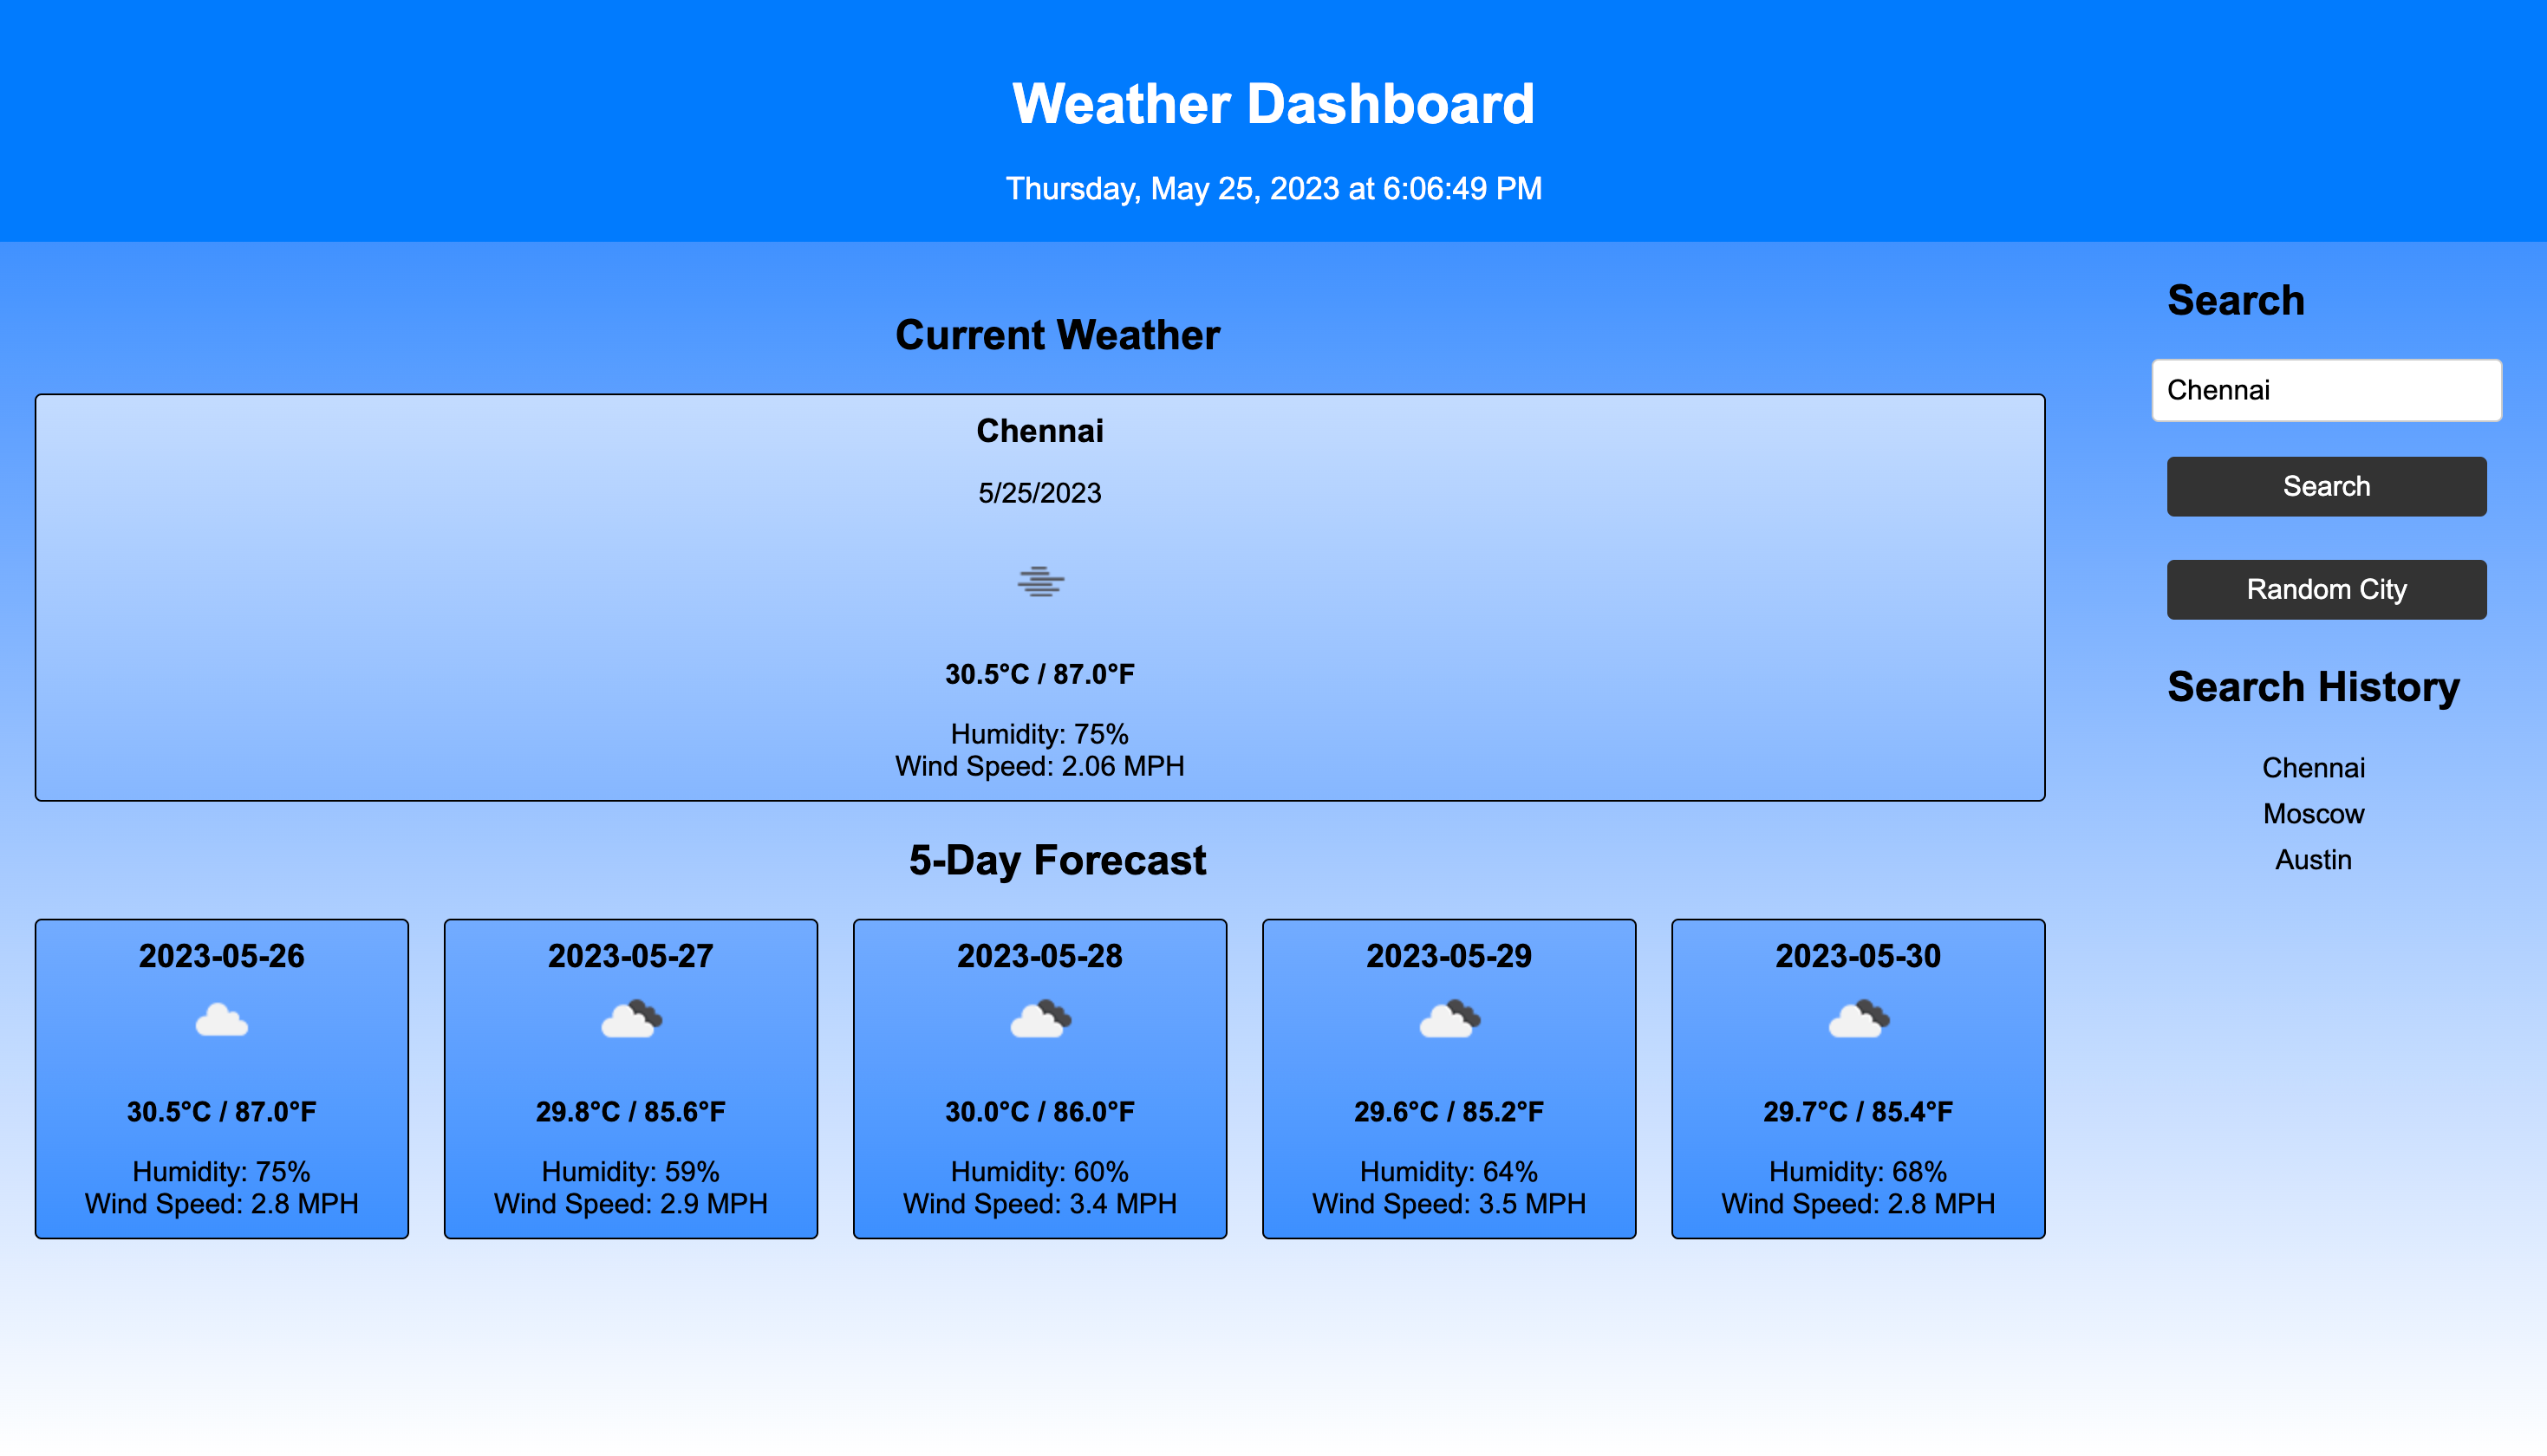 Weather Dashboard
Thursday, May 25, 2023 at 6:06:49 PM
Current Weather
Chennai
5/25/2023
30.5°C / 87.0°F
Humidity: 75%
Wind Speed: 2.06 MPH
5-Day Forecast
2023-05-26
30.5°C / 87.0°F
Humidity: 75%
Wind Speed: 2.8 MPH
2023-05-27
29.8°C / 85.6°F
Humidity: 59%
Wind Speed: 2.9 MPH
2023-05-28
30.0°C / 86.0°F
Humidity: 60%
Wind Speed: 3.4 MPH
2023-05-29
29.6°C / 85.2°F
Humidity: 64%
Wind Speed: 3.5 MPH
2023-05-30
29.7°C / 85.4°F
Humidity: 68%
Wind Speed: 2.8 MPH
Search
Chennai
Search
Random City
Search History
Chennai
Moscow
Austin